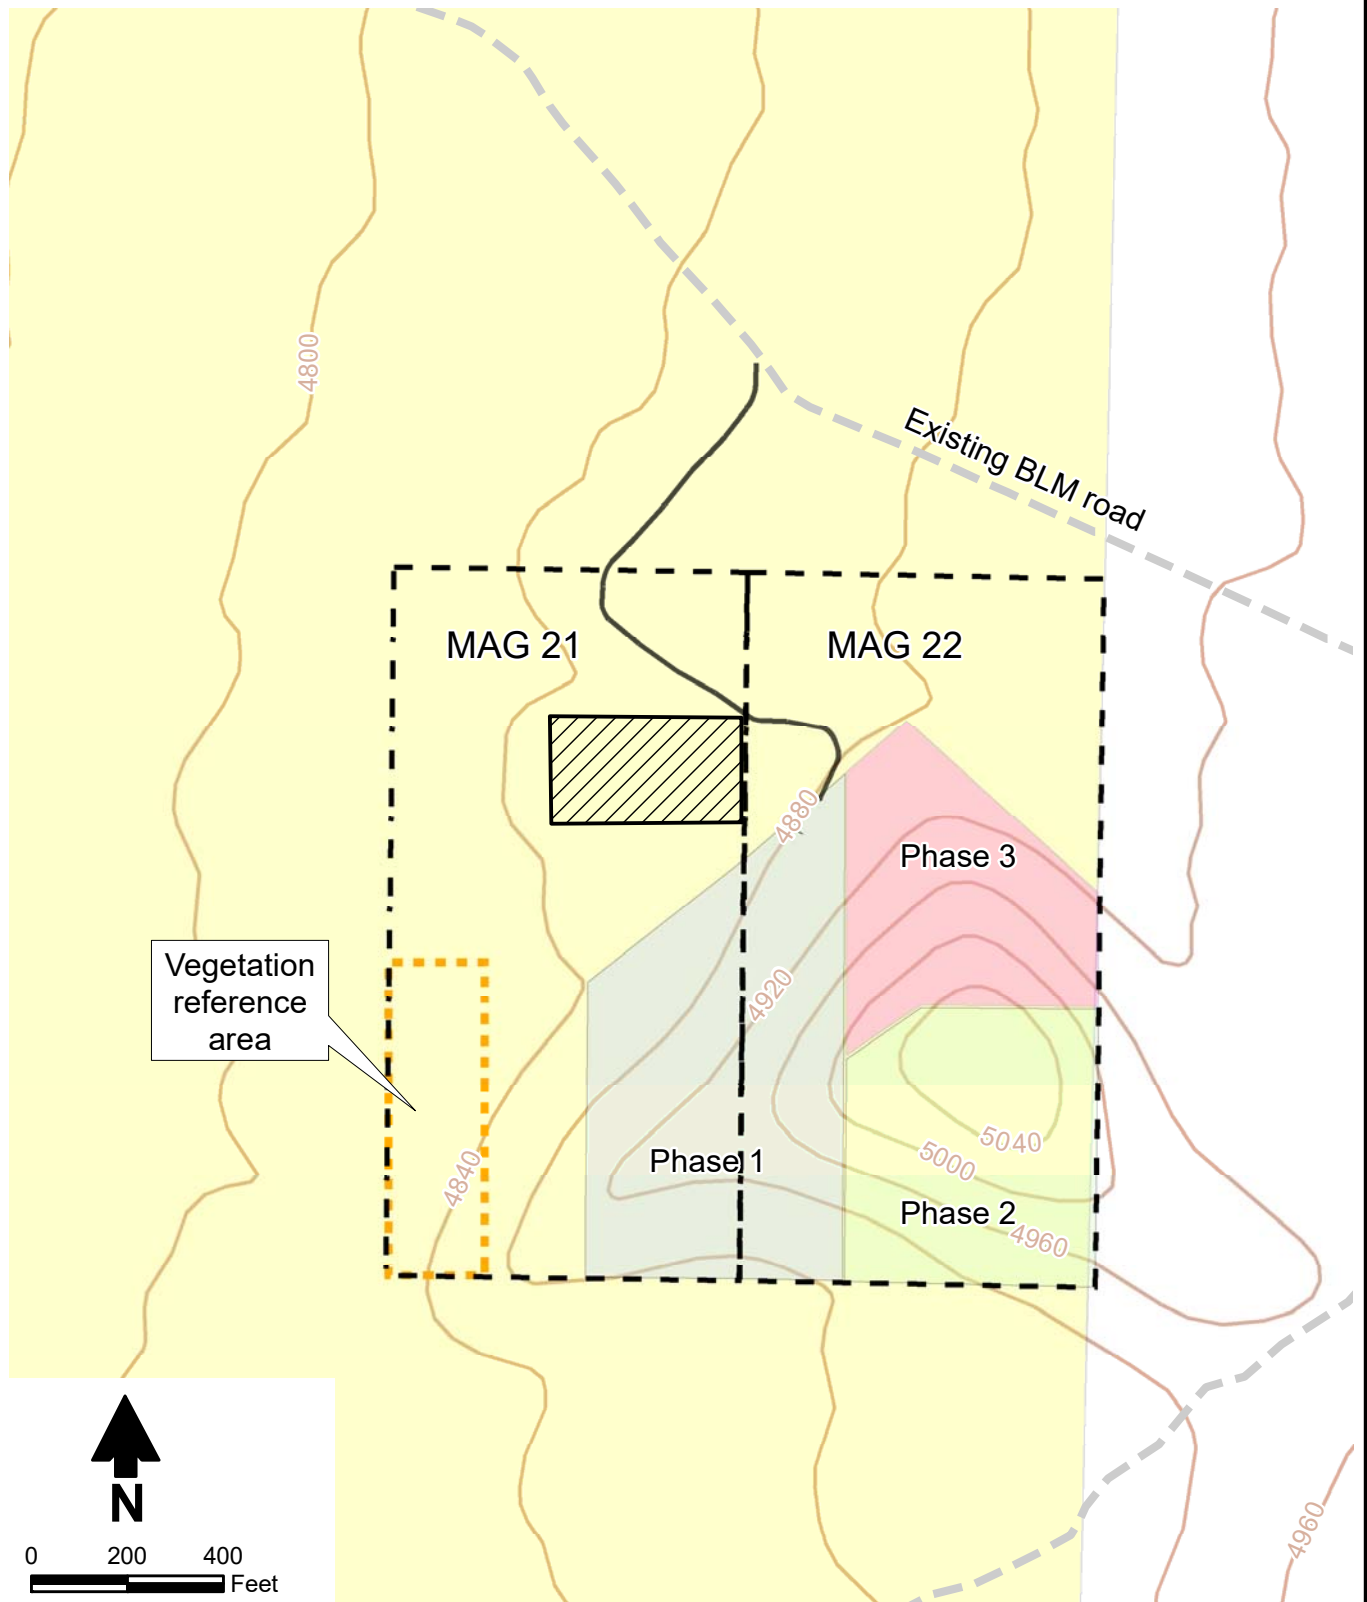 4800
Existing BLM road
MAG 21
MAG 22
4880
Phase 3
Vegetation
reference
area
4920
5040
5000
Phase 1
4840
Phase 2
4960
N
0 200 400
Feet
4960